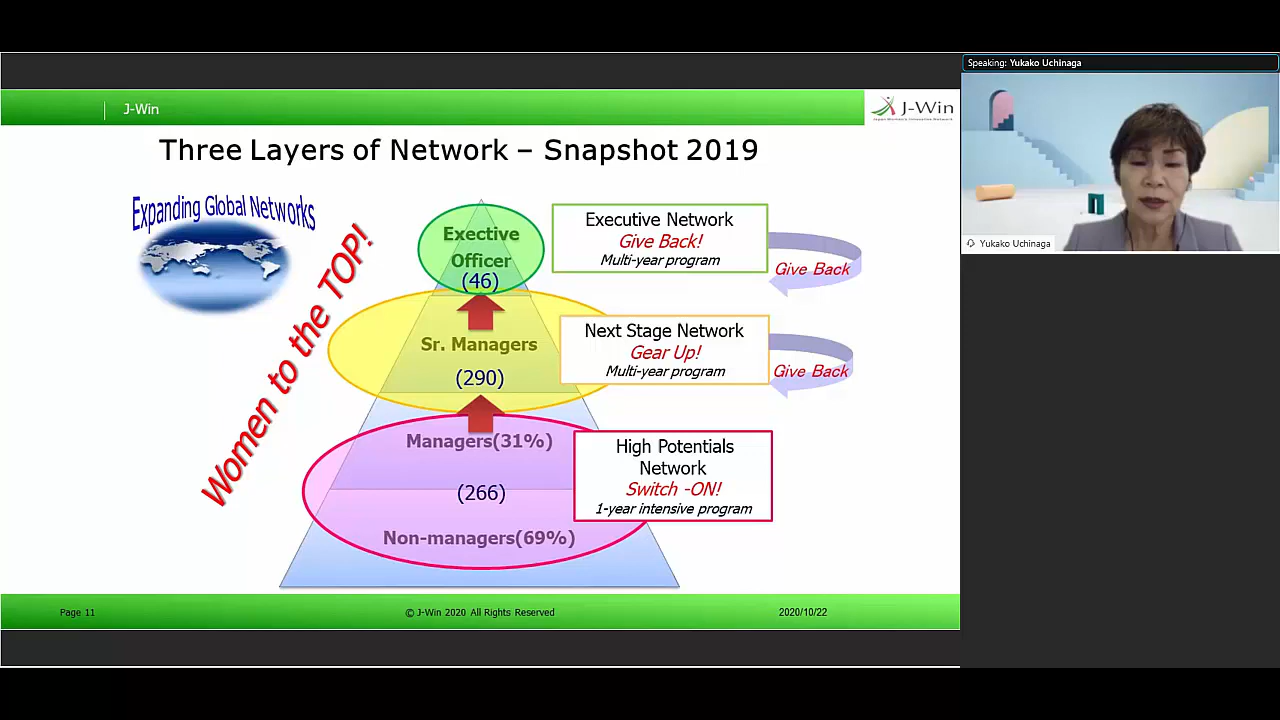 Speaking: Yukako Uchinaga
J-Win
J-Win
Three Layers of Network – Snapshot 2019
Expanding Global Networks
Women to the TOP!
Exective
Officer
(46)
Executive Network
Give Back!
Multi-year program
Give Back
Sr. Managers
(290)
Next Stage Network
Gear Up!
Multi-year program
Give Back
Managers(31%)
(266)
Non-managers(69%)
High Potentials
Network
Switch -ON!
1-year intensive program
Yukako Uchinaga
Page 11
© J-Win 2020 All Rights Reserved
2020/10/22